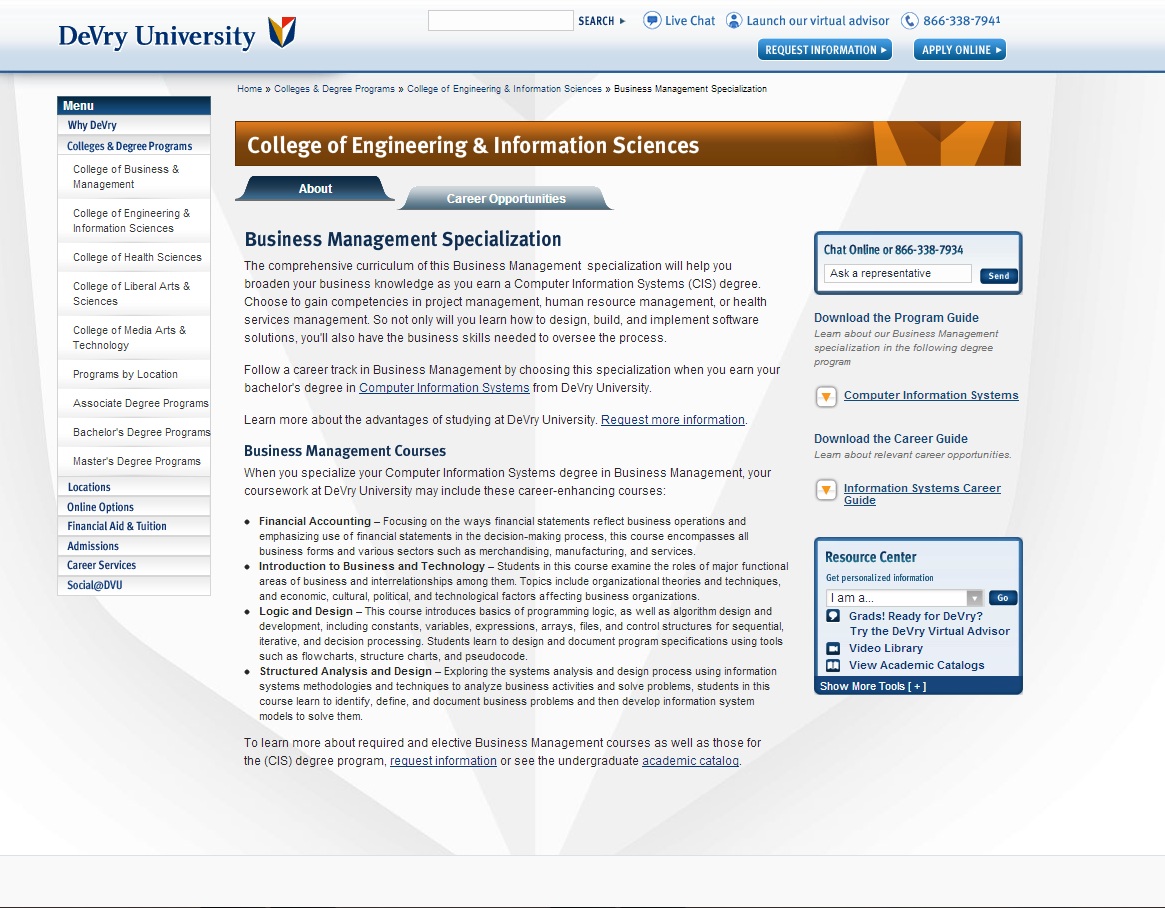 DeVry University
SEARCH
Live Chat
Launch our virtual advisor
866-338-7941
REQUEST INFORMATION
APPLY ONLINE
Home » Colleges & Degree Programs » College of Engineering & Information Sciences » Business Management Specialization
Menu
Why DeVry
Colleges & Degree Programs
College of Business &
Management
College of Engineering &
Information Sciences
College of Health Sciences
College of Liberal Arts &
Sciences
College of Media Arts &
Technology
Programs by Location
Associate Degree Programs
Bachelor's Degree Programs
Master's Degree Programs
Locations
Online Options
Financial Aid & Tuition
Admissions
Career Services
Social@DVU
College of Engineering & Information Sciences
About
Career Opportunities
Business Management Specialization
The comprehensive curriculum of this Business Management specialization will help you
broaden your business knowledge as you earn a Computer Information Systems (CIS) degree.
Choose to gain competencies in project management, human resource management, or health
services management. So not only will you learn how to design, build, and implement software
solutions, you'll also have the business skills needed to oversee the process.
Follow a career track in Business Management by choosing this specialization when you earn your
bachelor's degree in Computer Information Systems from DeVry University.
Learn more about the advantages of studying at DeVry University. Request more information.
Business Management Courses
When you specialize your Computer Information Systems degree in Business Management, your
coursework at DeVry University may include these career-enhancing courses:
• Financial Accounting – Focusing on the ways financial statements reflect business operations and
emphasizing use of financial statements in the decision-making process, this course encompasses all
business forms and various sectors such as merchandising, manufacturing, and services.
• Introduction to Business and Technology – Students in this course examine the roles of major functional
areas of business and interrelationships among them. Topics include organizational theories and techniques,
and economic, cultural, political, and technological factors affecting business organizations.
• Logic and Design – This course introduces basics of programming logic, as well as algorithm design and
development, including constants, variables, expressions, arrays, files, and control structures for sequential,
iterative, and decision processing. Students learn to design and document program specifications using tools
such as flowcharts, structure charts, and pseudocode.
• Structured Analysis and Design – Exploring the systems analysis and design process using information
systems methodologies and techniques to analyze business activities and solve problems, students in this
course learn to identify, define, and document business problems and then develop information system
models to solve them.
To learn more about required and elective Business Management courses as well as those for
the (CIS) degree program, request information or see the undergraduate academic catalog.
Chat Online or 866-338-7934
Ask a representative
Send
Download the Program Guide
Learn about our Business Management
specialization in the following degree
program
Computer Information Systems
Download the Career Guide
Learn about relevant career opportunities.
Information Systems Career
Guide
Resource Center
Get personalized information
I am a...
Go
Grads! Ready for DeVry?
Try the DeVry Virtual Advisor
Video Library
View Academic Catalogs
Show More Tools [ + ]